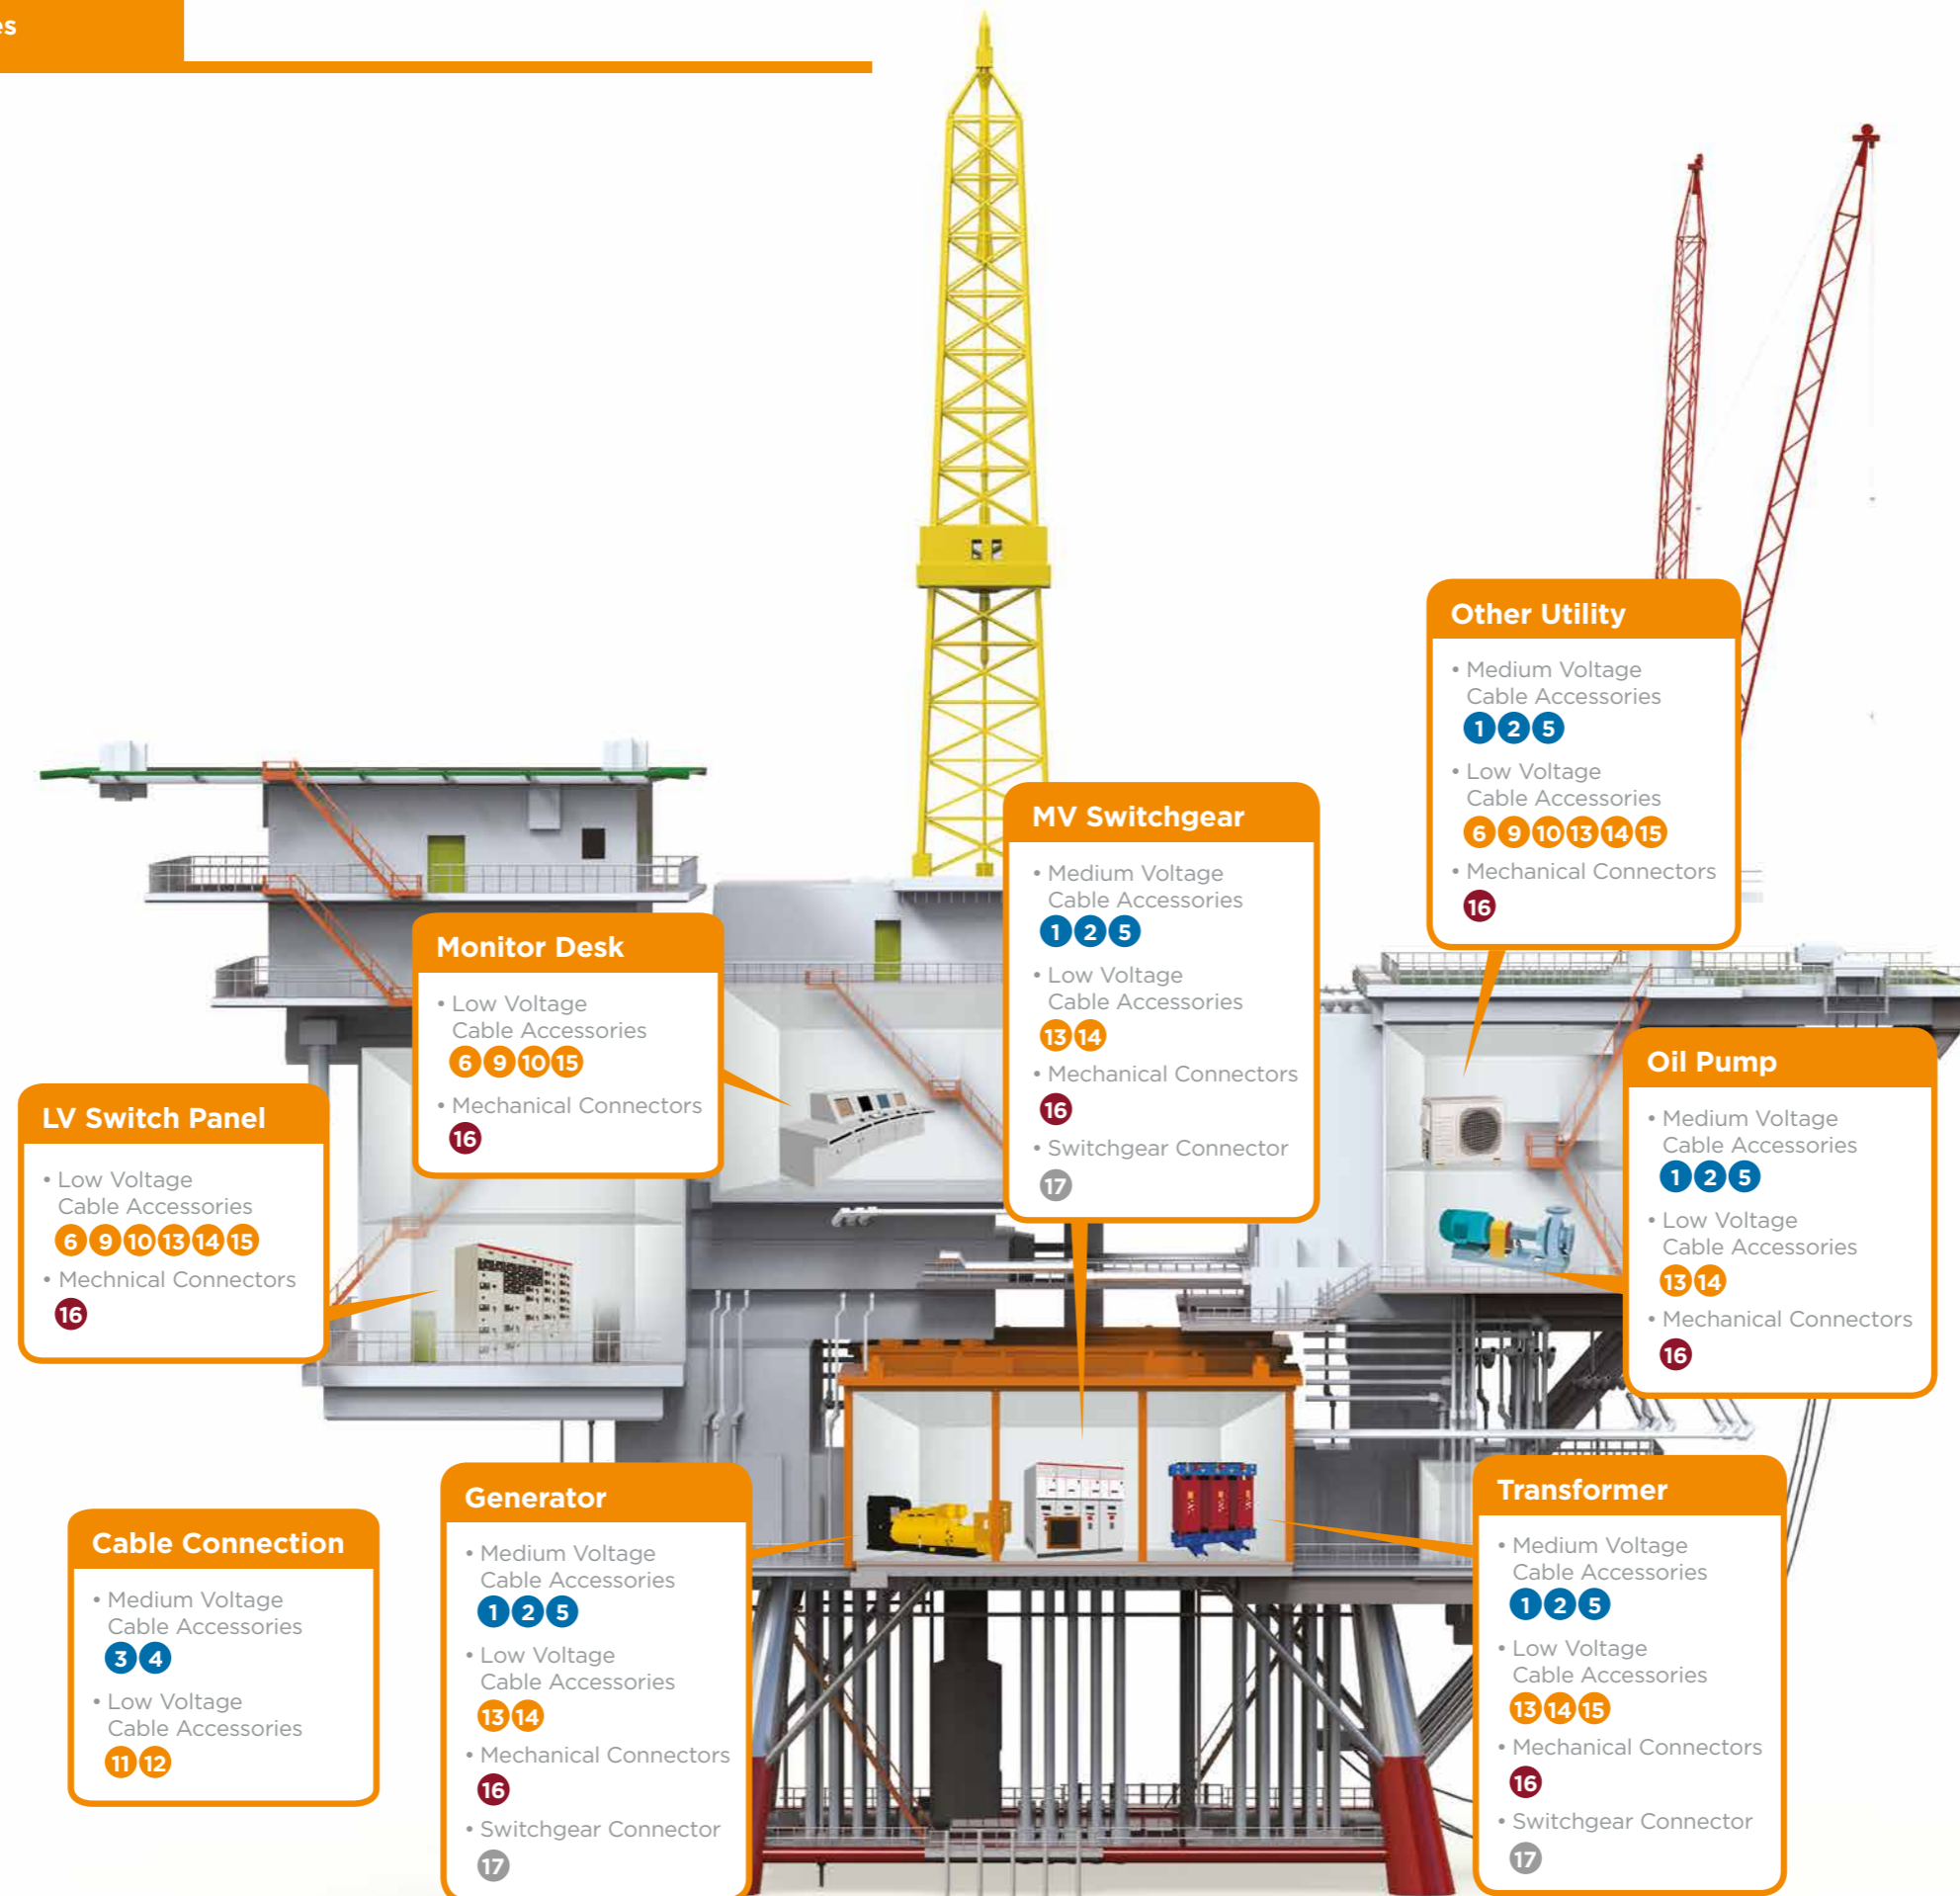 Other Utility
• Medium Voltage
Cable Accessories
1 2 5
• Low Voltage
Cable Accessories
6 9 10 13 14 15
• Mechanical Connectors
16
MV Switchgear
• Medium Voltage
Cable Accessories
1 2 5
• Low Voltage
Cable Accessories
13 14
• Mechanical Connectors
16
• Switchgear Connector
17
Monitor Desk
• Low Voltage
Cable Accessories
6 9 10 15
• Mechanical Connectors
16
Oil Pump
• Medium Voltage
Cable Accessories
1 2 5
• Low Voltage
Cable Accessories
13 14
• Mechanical Connectors
16
LV Switch Panel
• Low Voltage
Cable Accessories
6 9 10 13 14 15
• Mechnical Connectors
16
Cable Connection
• Medium Voltage
Cable Accessories
3 4
• Low Voltage
Cable Accessories
11 12
Generator
• Medium Voltage
Cable Accessories
1 2 5
• Low Voltage
Cable Accessories
13 14
• Mechanical Connectors
16
• Switchgear Connector
17
Transformer
• Medium Voltage
Cable Accessories
1 2 5
• Low Voltage
Cable Accessories
13 14 15
• Mechanical Connectors
16
• Switchgear Connector
17